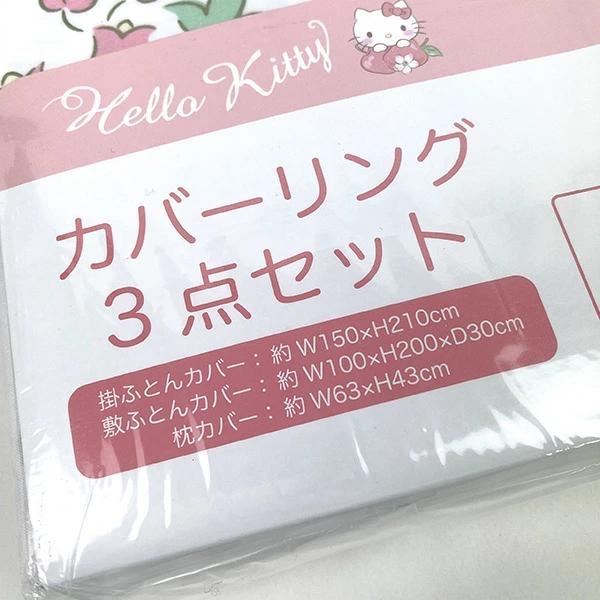 Hello Kitty
カバーリング
3点セット
掛ふとんカバー：約 W150×H210cm
敷ふとんカバー：約 W100×H200×D30cm
枕カバー：約 W63×H43cm